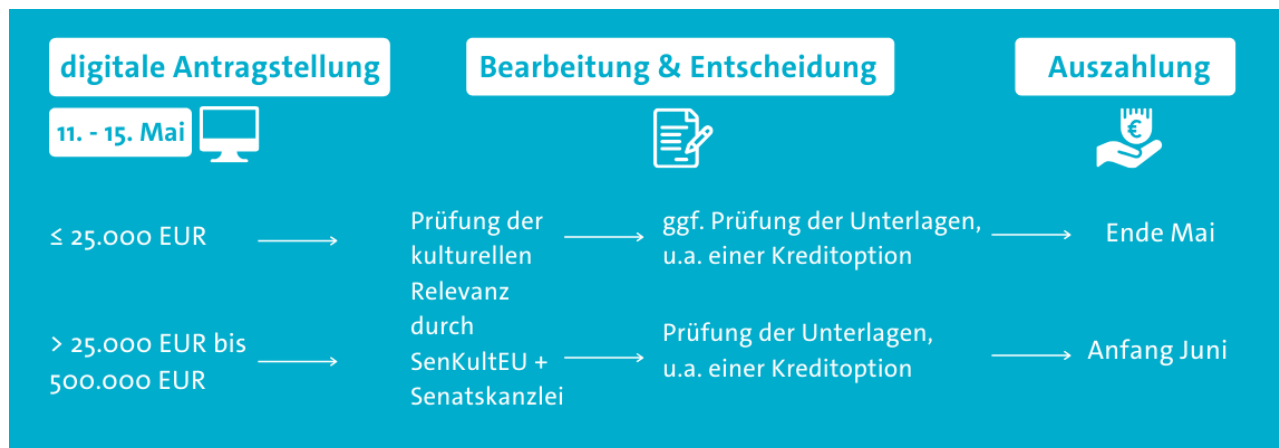 digitale Antragstellung
Bearbeitung & Entscheidung
Auszahlung
11. - 15. Mai
€
≤ 25.000 EUR
Prüfung der
kulturellen
Relevanz
durch
SenKultEU +
Senatskanzlei
ggf. Prüfung der Unterlagen,
u.a. einer Kreditoption
Ende Mai
> 25.000 EUR bis
500.000 EUR
Prüfung der Unterlagen,
u.a. einer Kreditoption
Anfang Juni